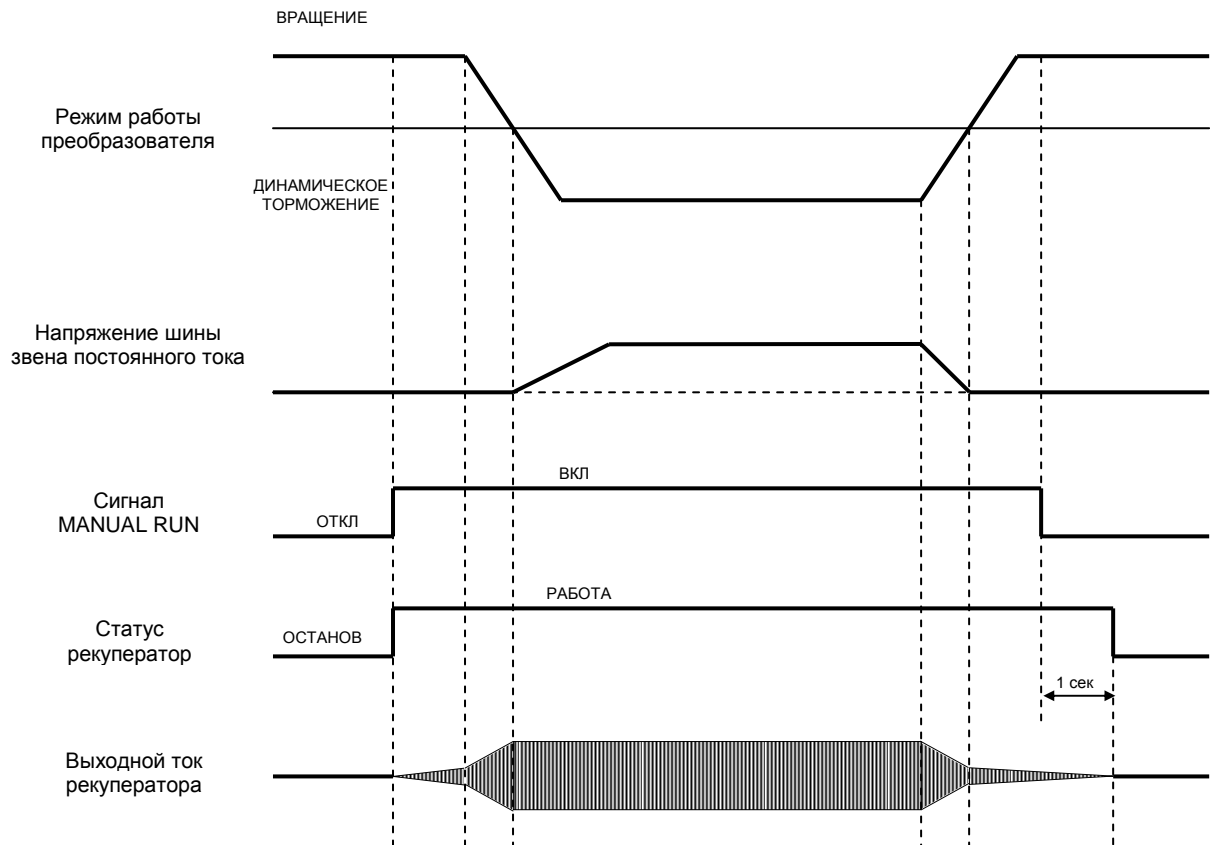 ВРАЩЕНИЕ
Режим работы
преобразователя
ДИНАМИЧЕСКОЕ
ТОРМОЖЕНИЕ
Напряжение шины
звена постоянного тока
ВКЛ
Сигнал
MANUAL RUN
ОТКЛ
РАБОТА
Статус
рекуператор
ОСТАНОВ
1 сек
Выходной ток
рекуператора